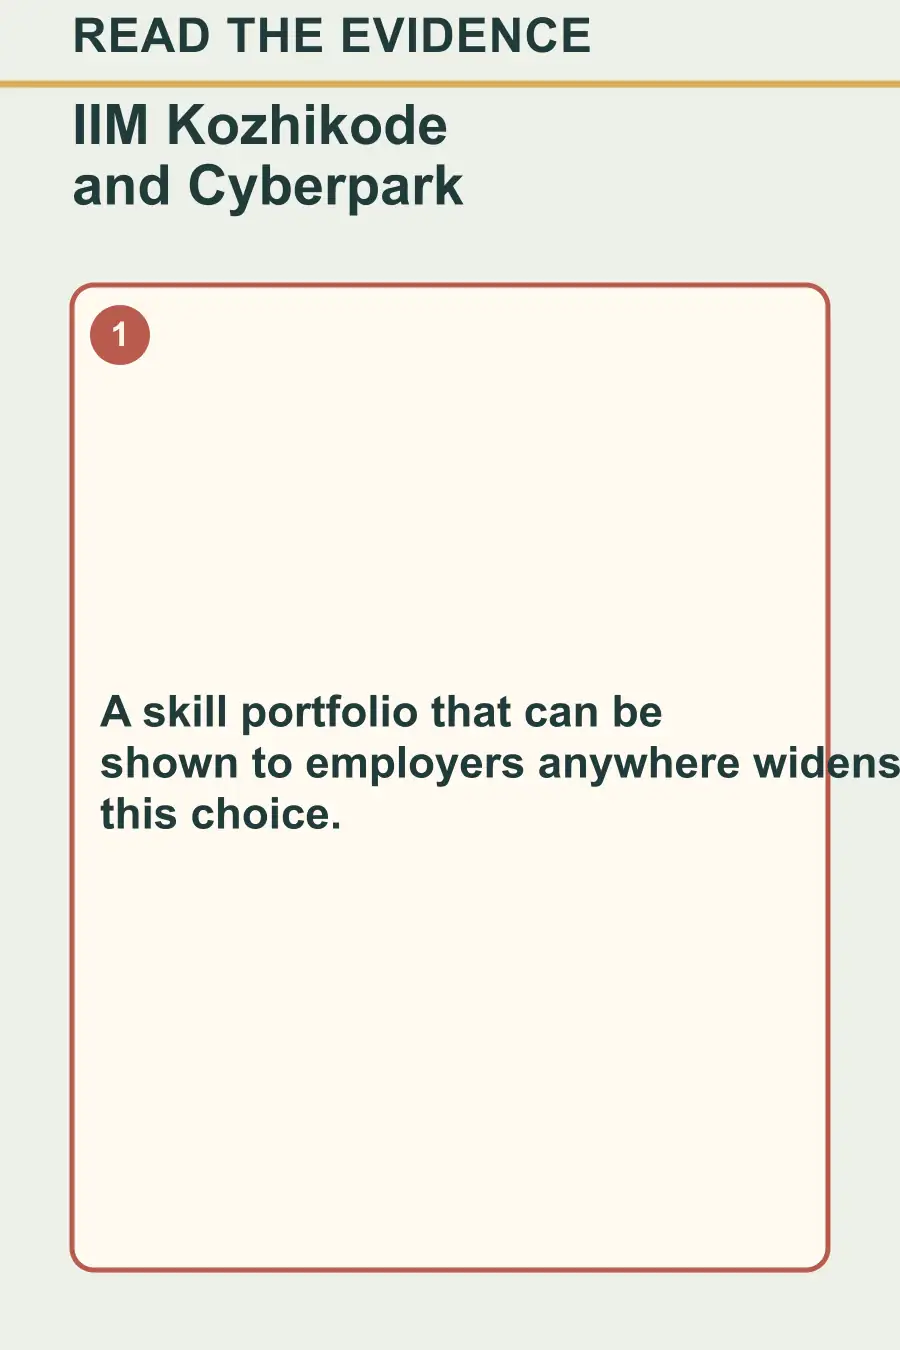 READ THE EVIDENCE
IIM Kozhikode
and Cyberpark
1
A skill portfolio that can be
shown to employers anywhere widens
this choice.